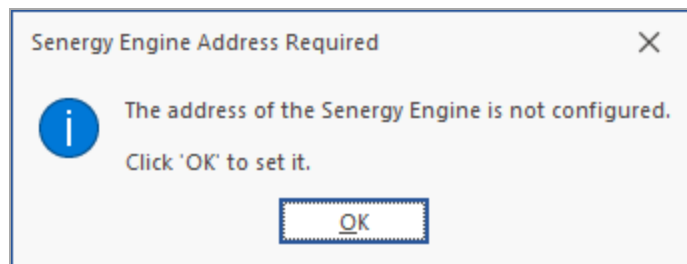 Senergy Engine Address Required
The address of the Senergy Engine is not configured.
Click 'OK' to set it.
OK